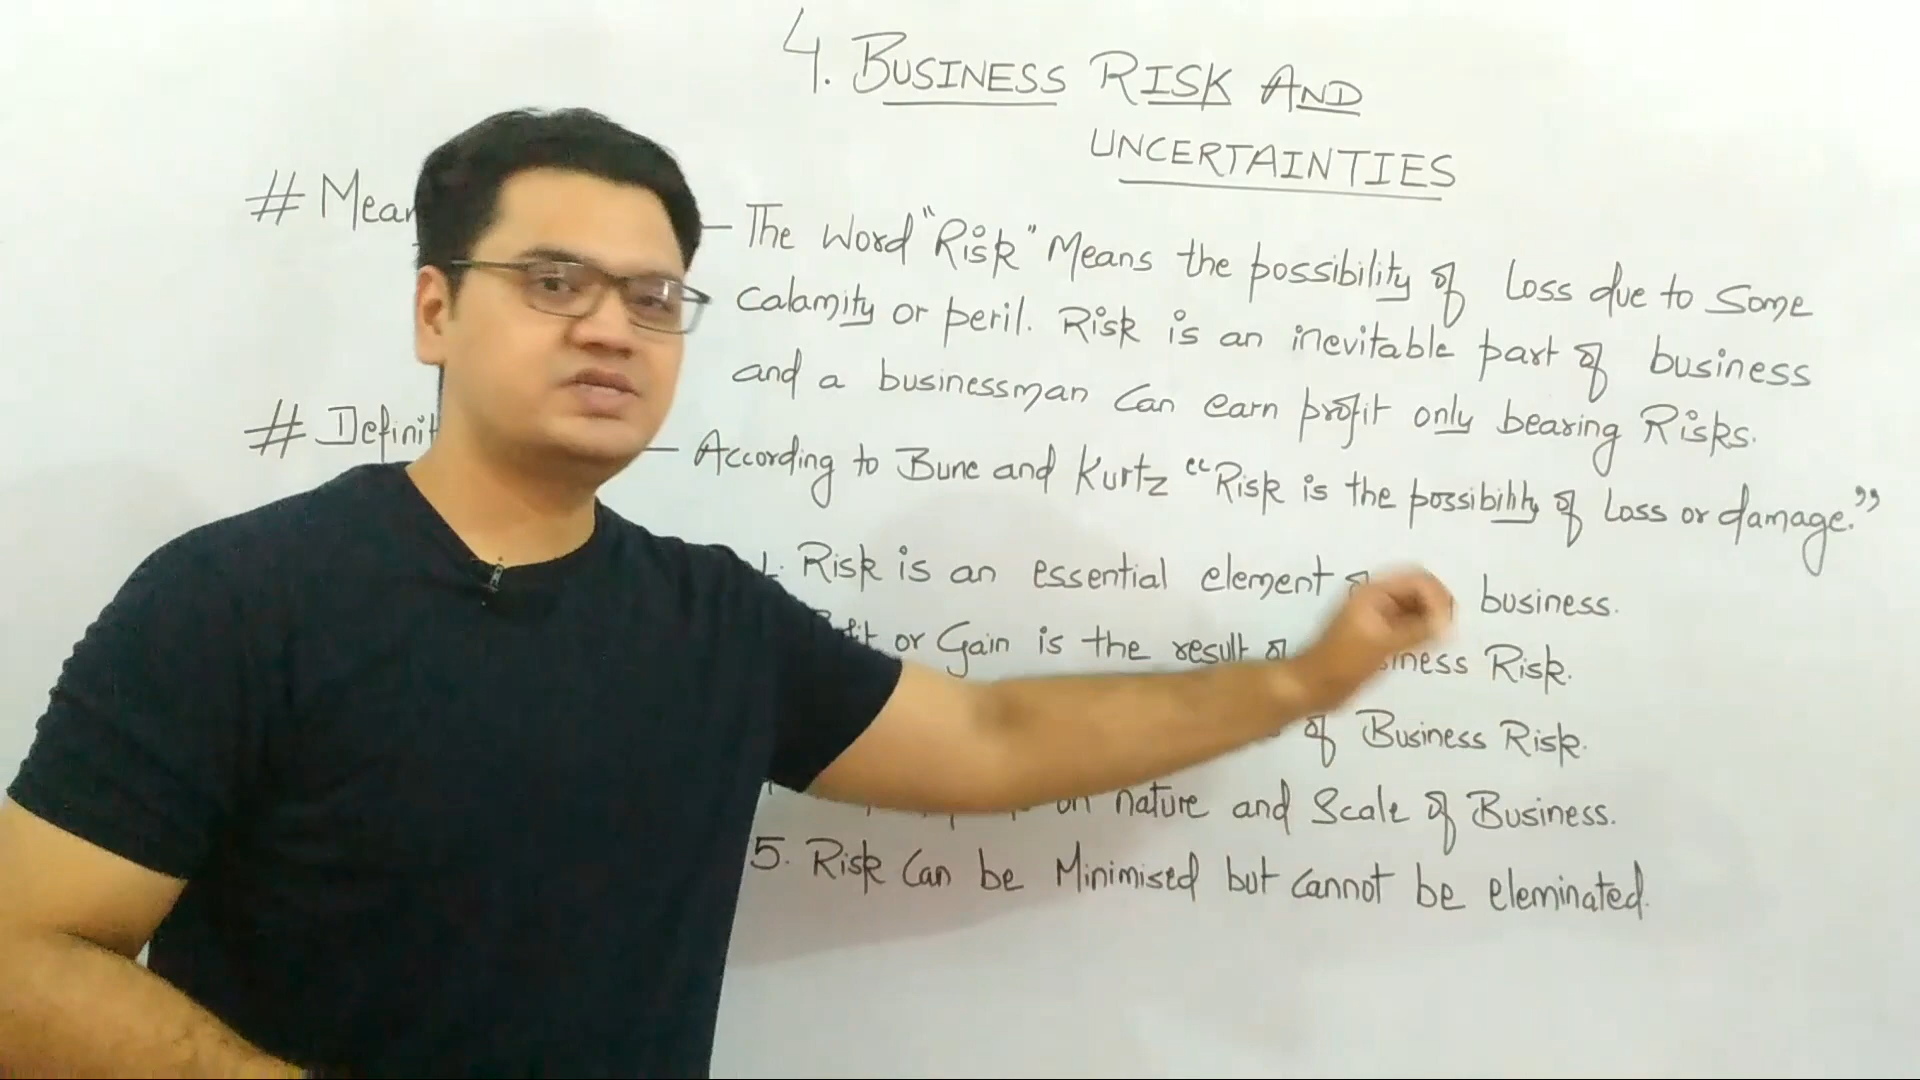 4. BUSINESS RISK AND
UNCERTAINTIES
# Mean
— The Word "Risk" Means the possibility of Loss due to Some
Calamity or peril. Risk is an inevitable part of business
and a businessman Can earn profit only bearing Risks.
# Definit
— According to Bune and Kurtz "Risk is the possibility of Loss or damage."
1. Risk is an essential element business.
or Gain is the result of Risk.
of Business Risk.
on nature and Scale of Business.
5. Risk Can be Minimised but Cannot be eleminated.